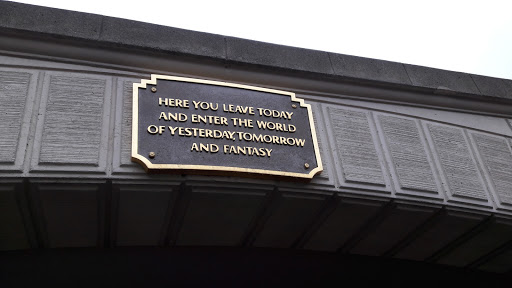 HERE YOU LEAVE TODAY
AND ENTER THE WORLD
OF YESTERDAY, TOMORROW
AND FANTASY